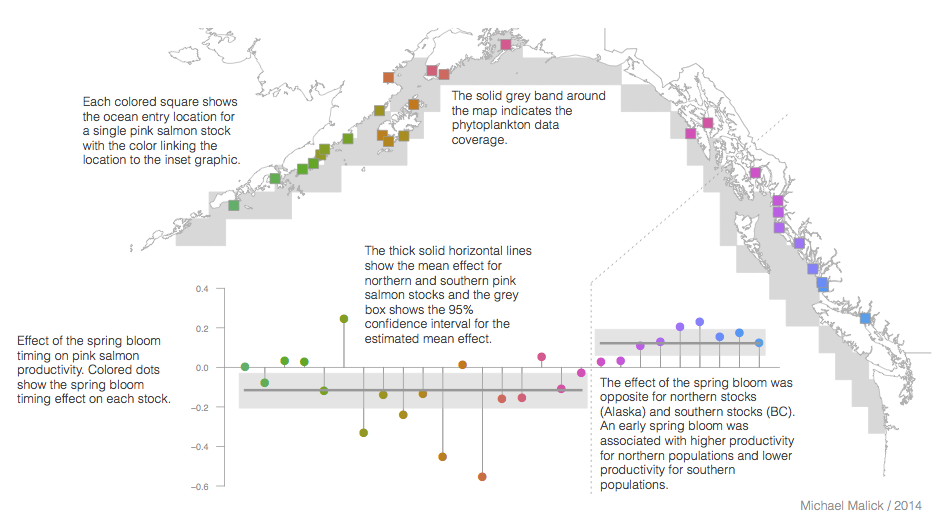 Each colored square shows
the ocean entry location for
a single pink salmon stock
with the color linking the
location to the inset graphic.
The solid grey band around
the map indicates the
phytoplankton data
coverage.
The thick solid horizontal lines
show the mean effect for
northern and southern pink
salmon stocks and the grey
box shows the 95%
confidence interval for the
estimated mean effect.
Effect of the spring bloom
timing on pink salmon
productivity. Colored dots
show the spring bloom
timing effect on each stock.
0.4
0.2
0.0
−0.2
−0.4
−0.6
The effect of the spring bloom was
opposite for northern stocks
(Alaska) and southern stocks (BC).
An early spring bloom was
associated with higher productivity
for northern populations and lower
productivity for southern
populations.
Michael Malick / 2014